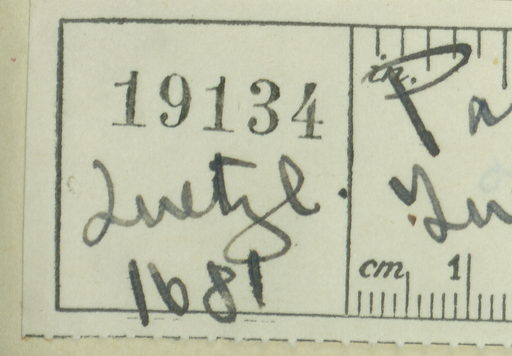 19134
in.
Luetzl.
1681
cm 1